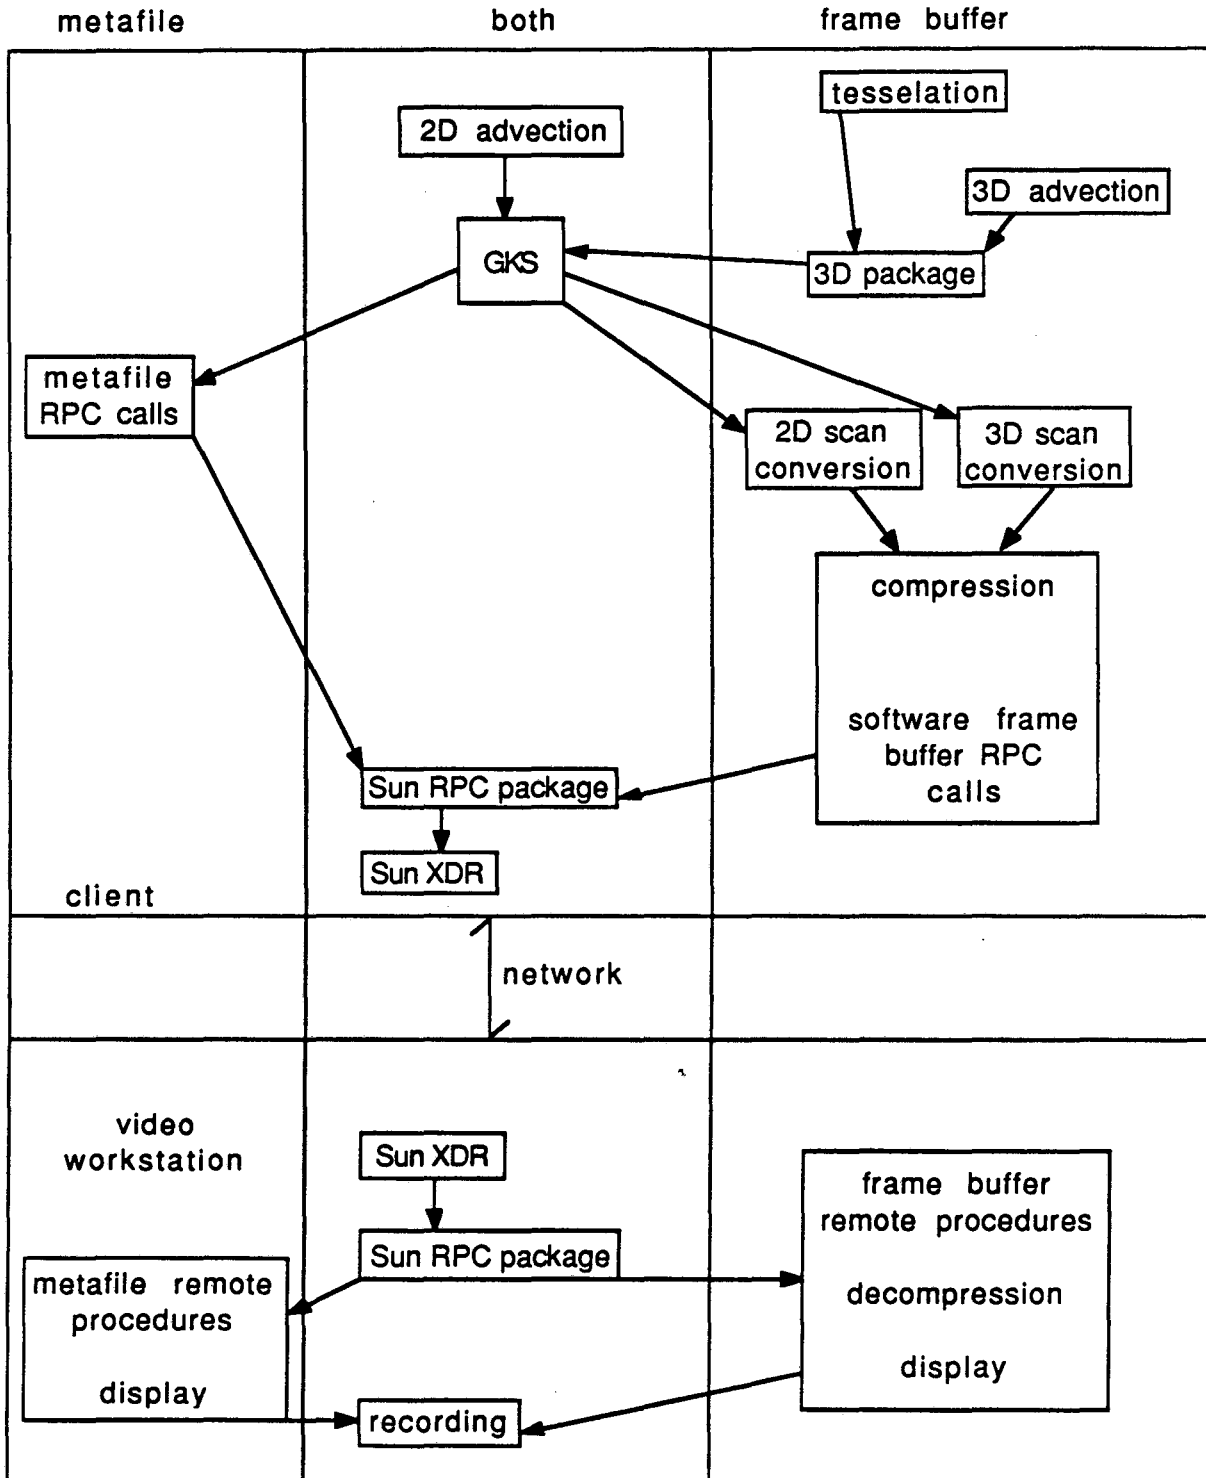 metafile
both
frame buffer
tesselation
2D advection
3D advection
GKS
3D package
metafile
RPC calls
2D scan
conversion
3D scan
conversion
compression
software frame
buffer RPC
calls
Sun RPC package
Sun XDR
client
network
video
workstation
Sun XDR
frame buffer
remote procedures
decompression
display
Sun RPC package
metafile remote
procedures
display
recording